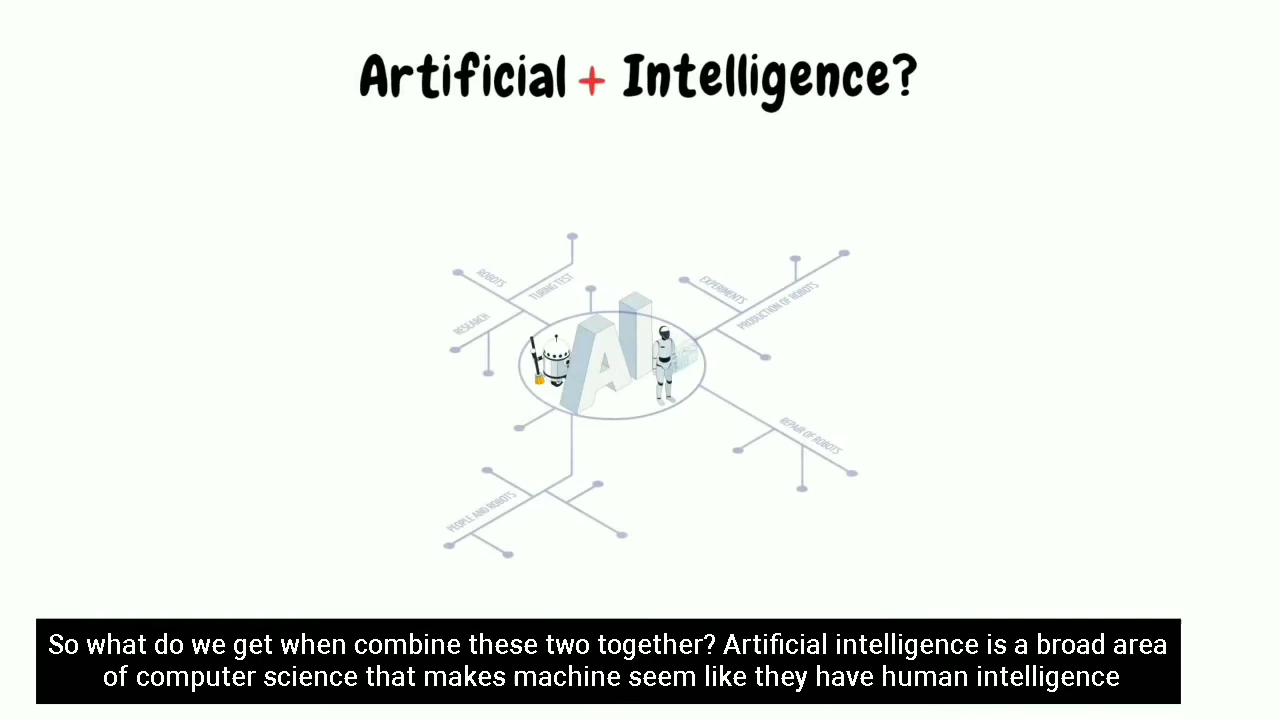 Artificial + Intelligence?
ROBOTS
TURING TEST
RESEARCH
EXPERIMENTS
PRODUCTION OF ROBOTS
AI
REPAIR OF ROBOTS
PEOPLE AND ROBOTS
So what do we get when combine these two together? Artificial intelligence is a broad area
of computer science that makes machine seem like they have human intelligence